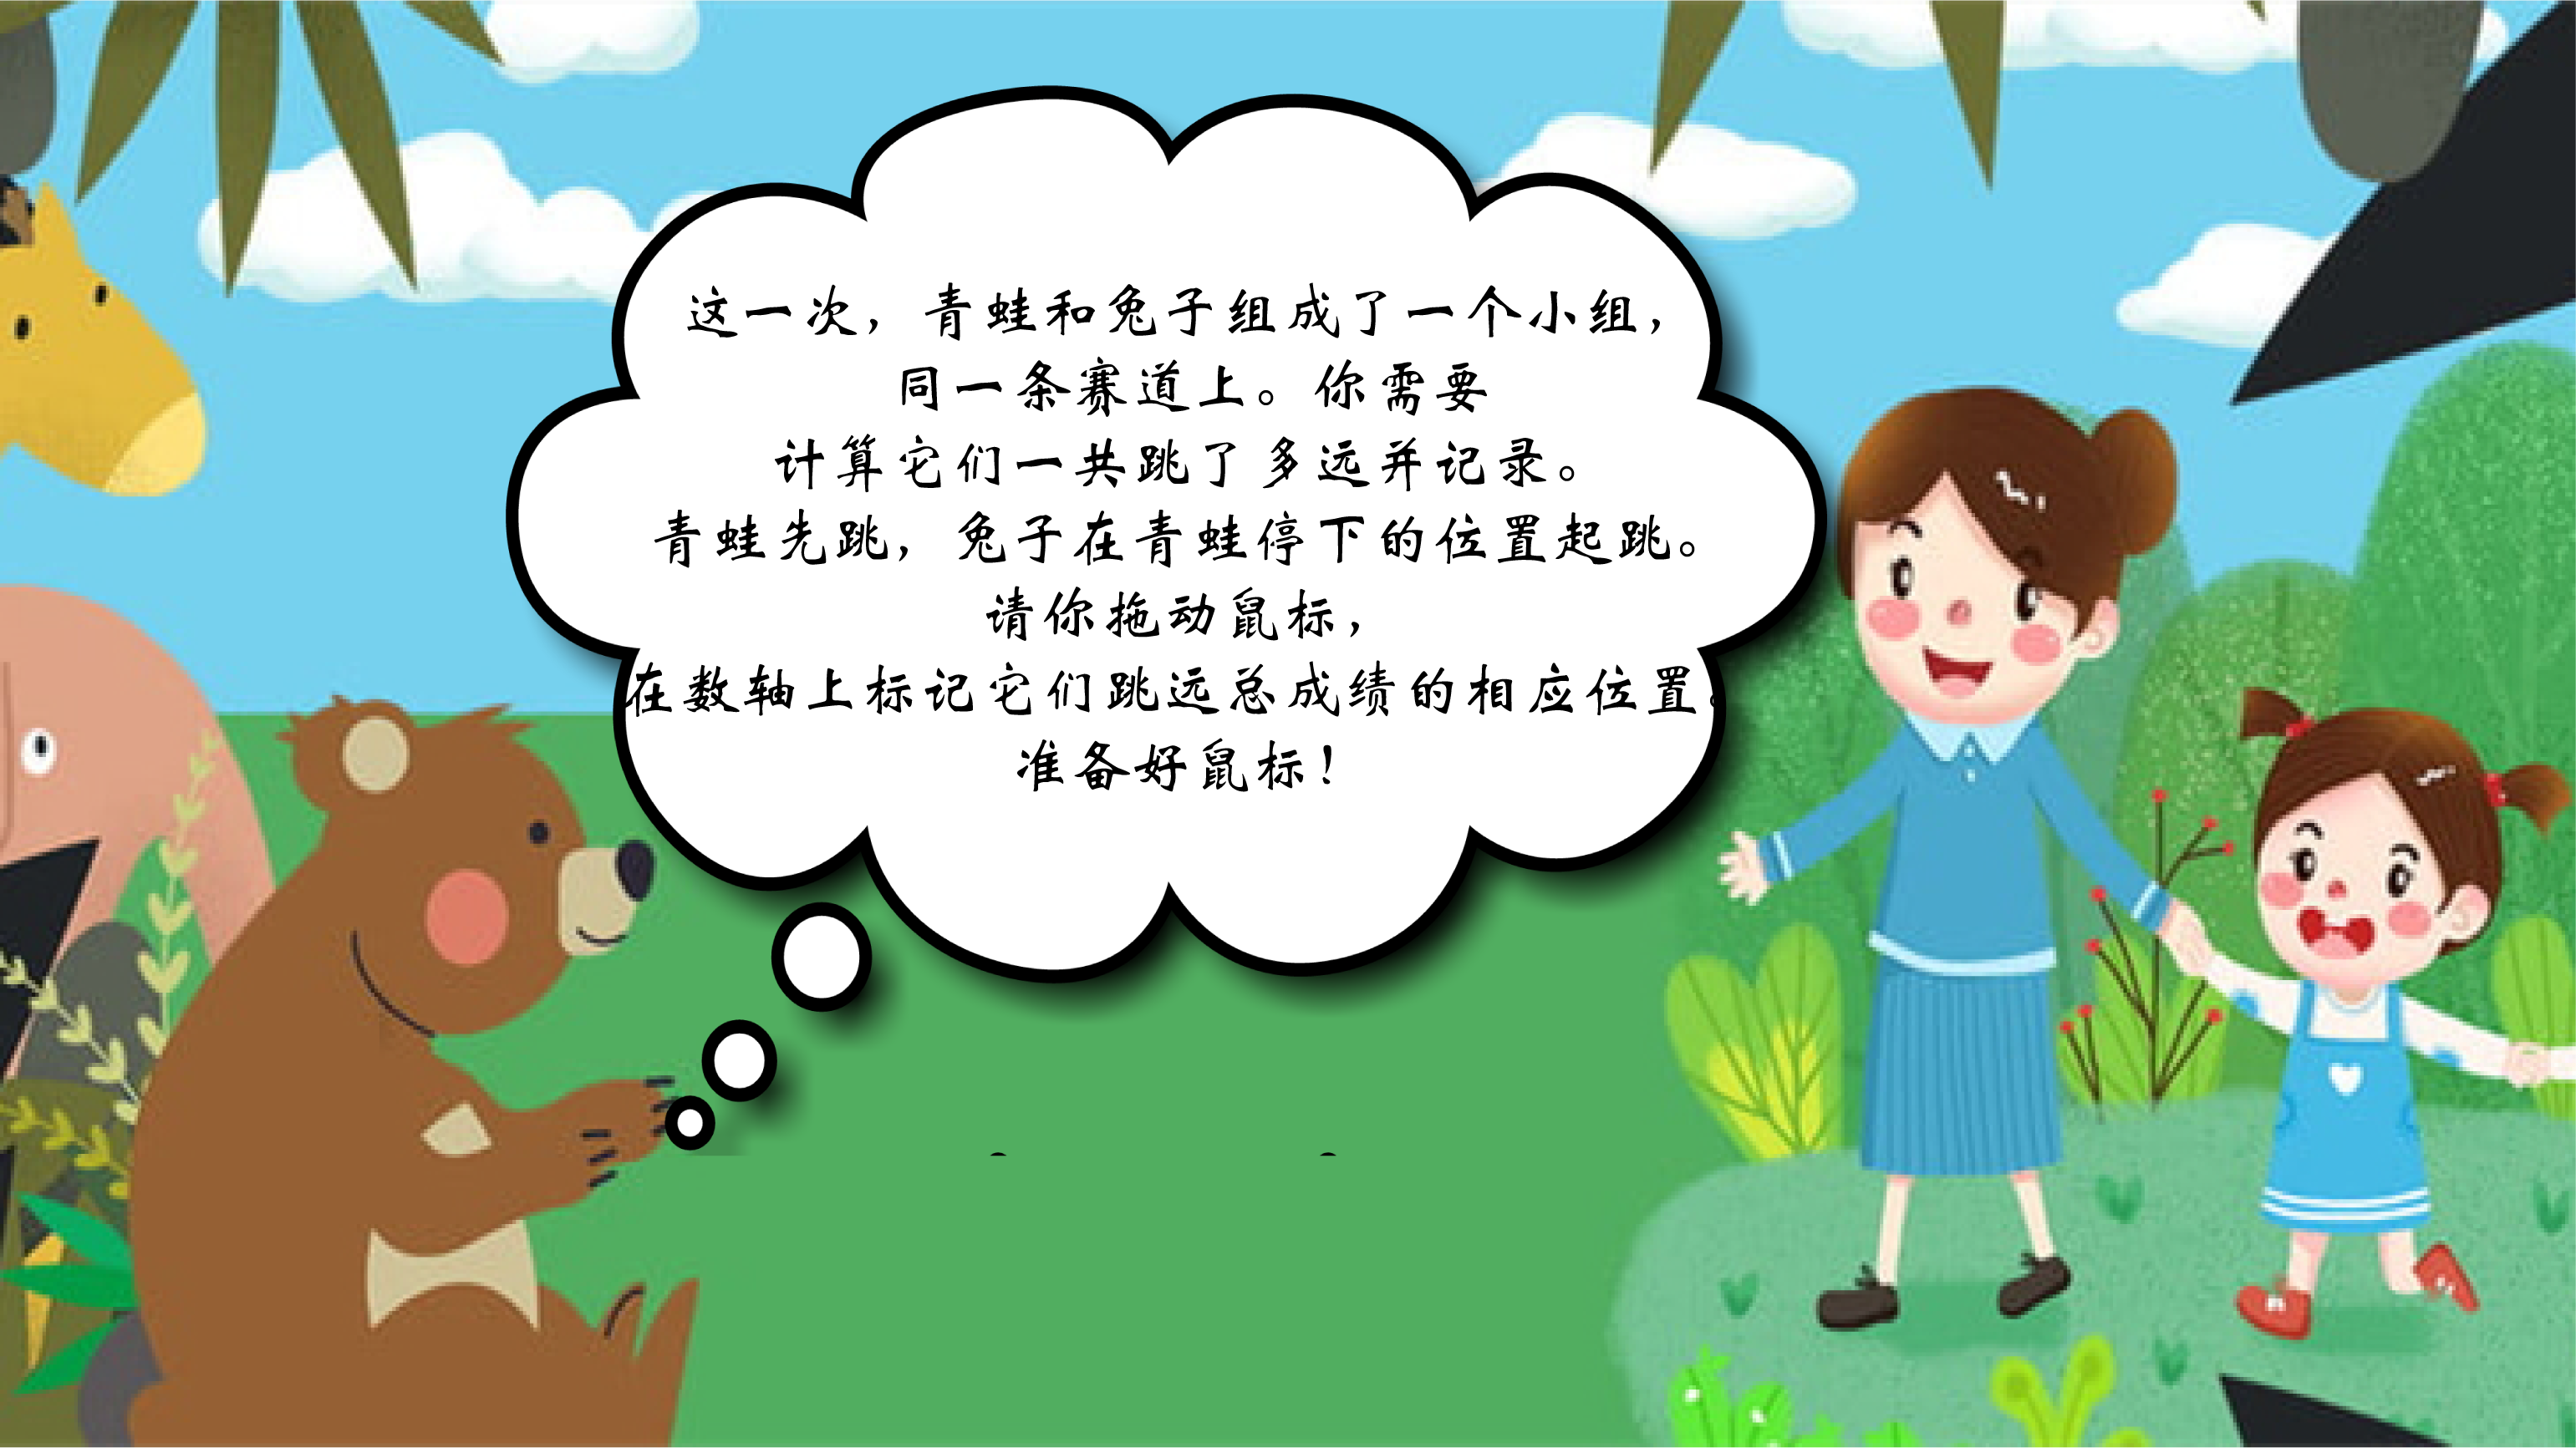 这一次，青蛙和兔子组成了一个小组，
同一条赛道上。你需要
计算它们一共跳了多远并记录。
青蛙先跳，兔子在青蛙停下的位置起跳。
请你拖动鼠标，
在数轴上标记它们跳远总成绩的相应位置。
准备好鼠标！